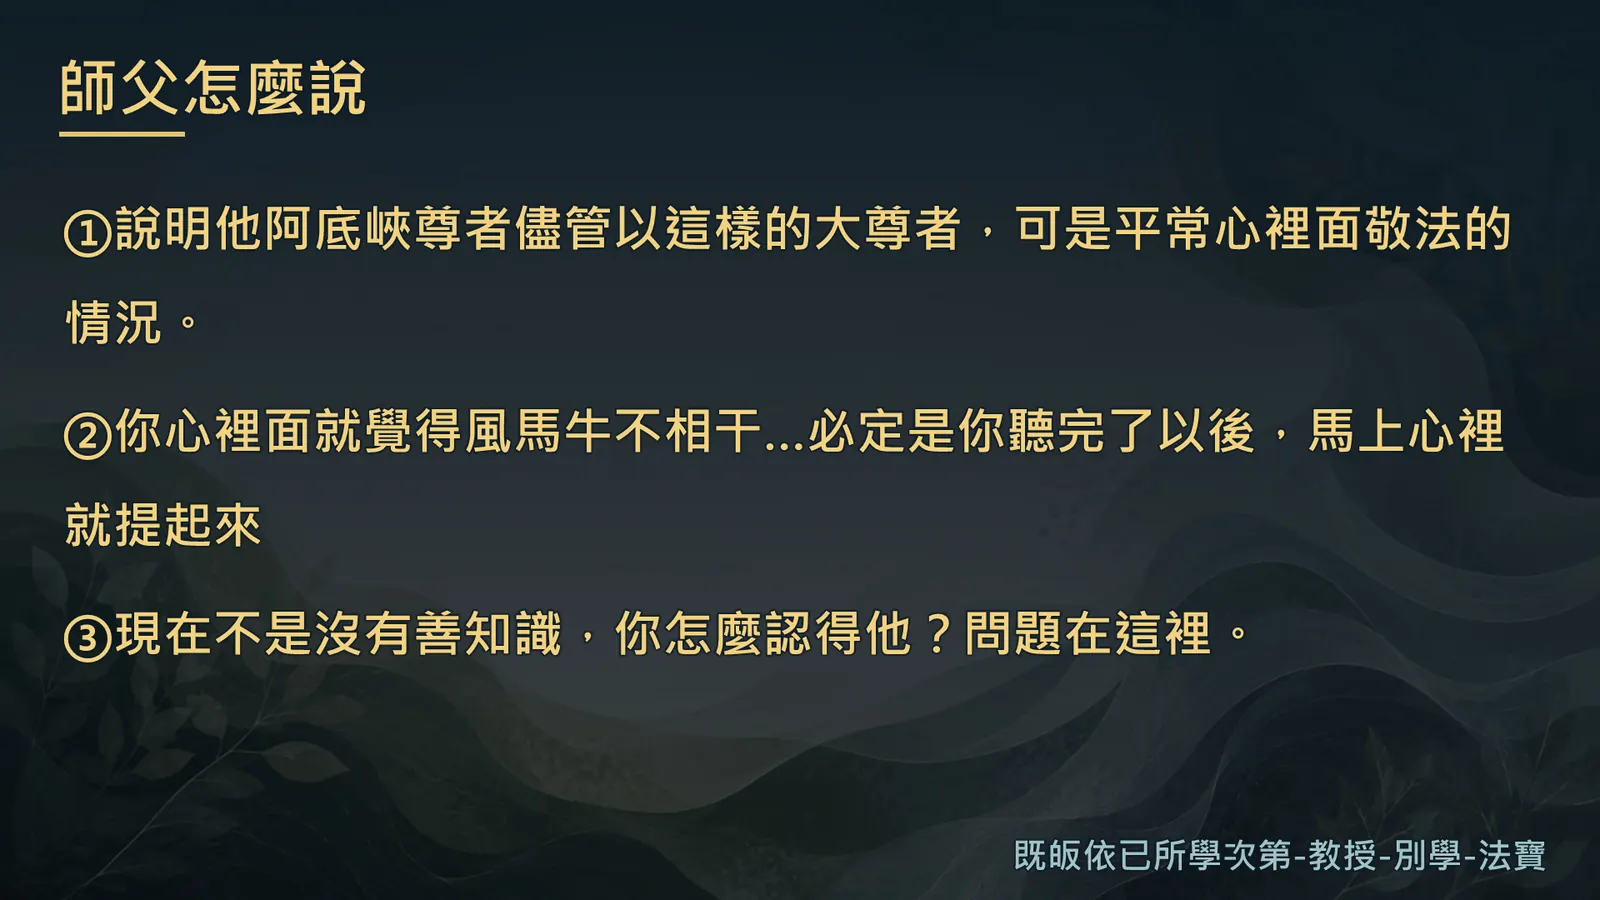 師父怎麼說
①說明他阿底峽尊者儘管以這樣的大尊者，可是平常心裡面敬法的
情況。
②你心裡面就覺得風馬牛不相干...必定是你聽完了以後，馬上心裡
就提起來
③現在不是沒有善知識，你怎麼認得他？問題在這裡。
既皈依已所學次第-教授-別學-法寶